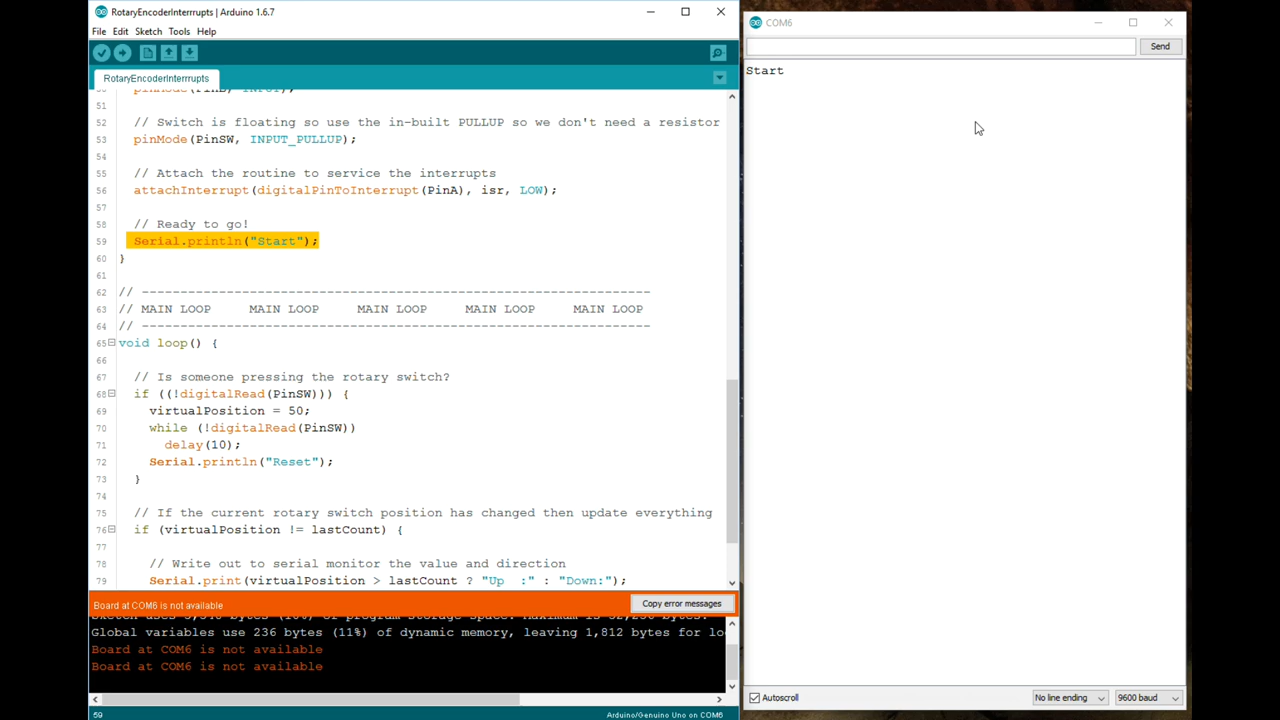 RotaryEncoderInterrrupts | Arduino 1.6.7
File Edit Sketch Tools Help
RotaryEncoderInterrrupts
51
52 // Switch is floating so use the in-built PULLUP so we don't need a resistor
53 pinMode(PinSW, INPUT_PULLUP);
54
55 // Attach the routine to service the interrupts
56 attachInterrupt(digitalPinToInterrupt(PinA), isr, LOW);
57
58 // Ready to go!
59 Serial.println("Start");
60 }
61
62 // ------------------------------------------------------------------
63 // MAIN LOOP     MAIN LOOP     MAIN LOOP     MAIN LOOP     MAIN LOOP
64 // ------------------------------------------------------------------
65 void loop() {
66
67 // Is someone pressing the rotary switch?
68 if ((!digitalRead(PinSW))) {
69 virtualPosition = 50;
70 while (!digitalRead(PinSW))
71 delay(10);
72 Serial.println("Reset");
73 }
74
75 // If the current rotary switch position has changed then update everything
76 if (virtualPosition != lastCount) {
77
78 // Write out to serial monitor the value and direction
79 Serial.print(virtualPosition > lastCount ? "Up  :" : "Down:");
Board at COM6 is not available
Copy error messages
Global variables use 236 bytes (11%) of dynamic memory, leaving 1,812 bytes for lo
Board at COM6 is not available
Board at COM6 is not available
59
Arduino/Genuino Uno on COM6
COM6
Send
Start
Autoscroll
No line ending
9600 baud